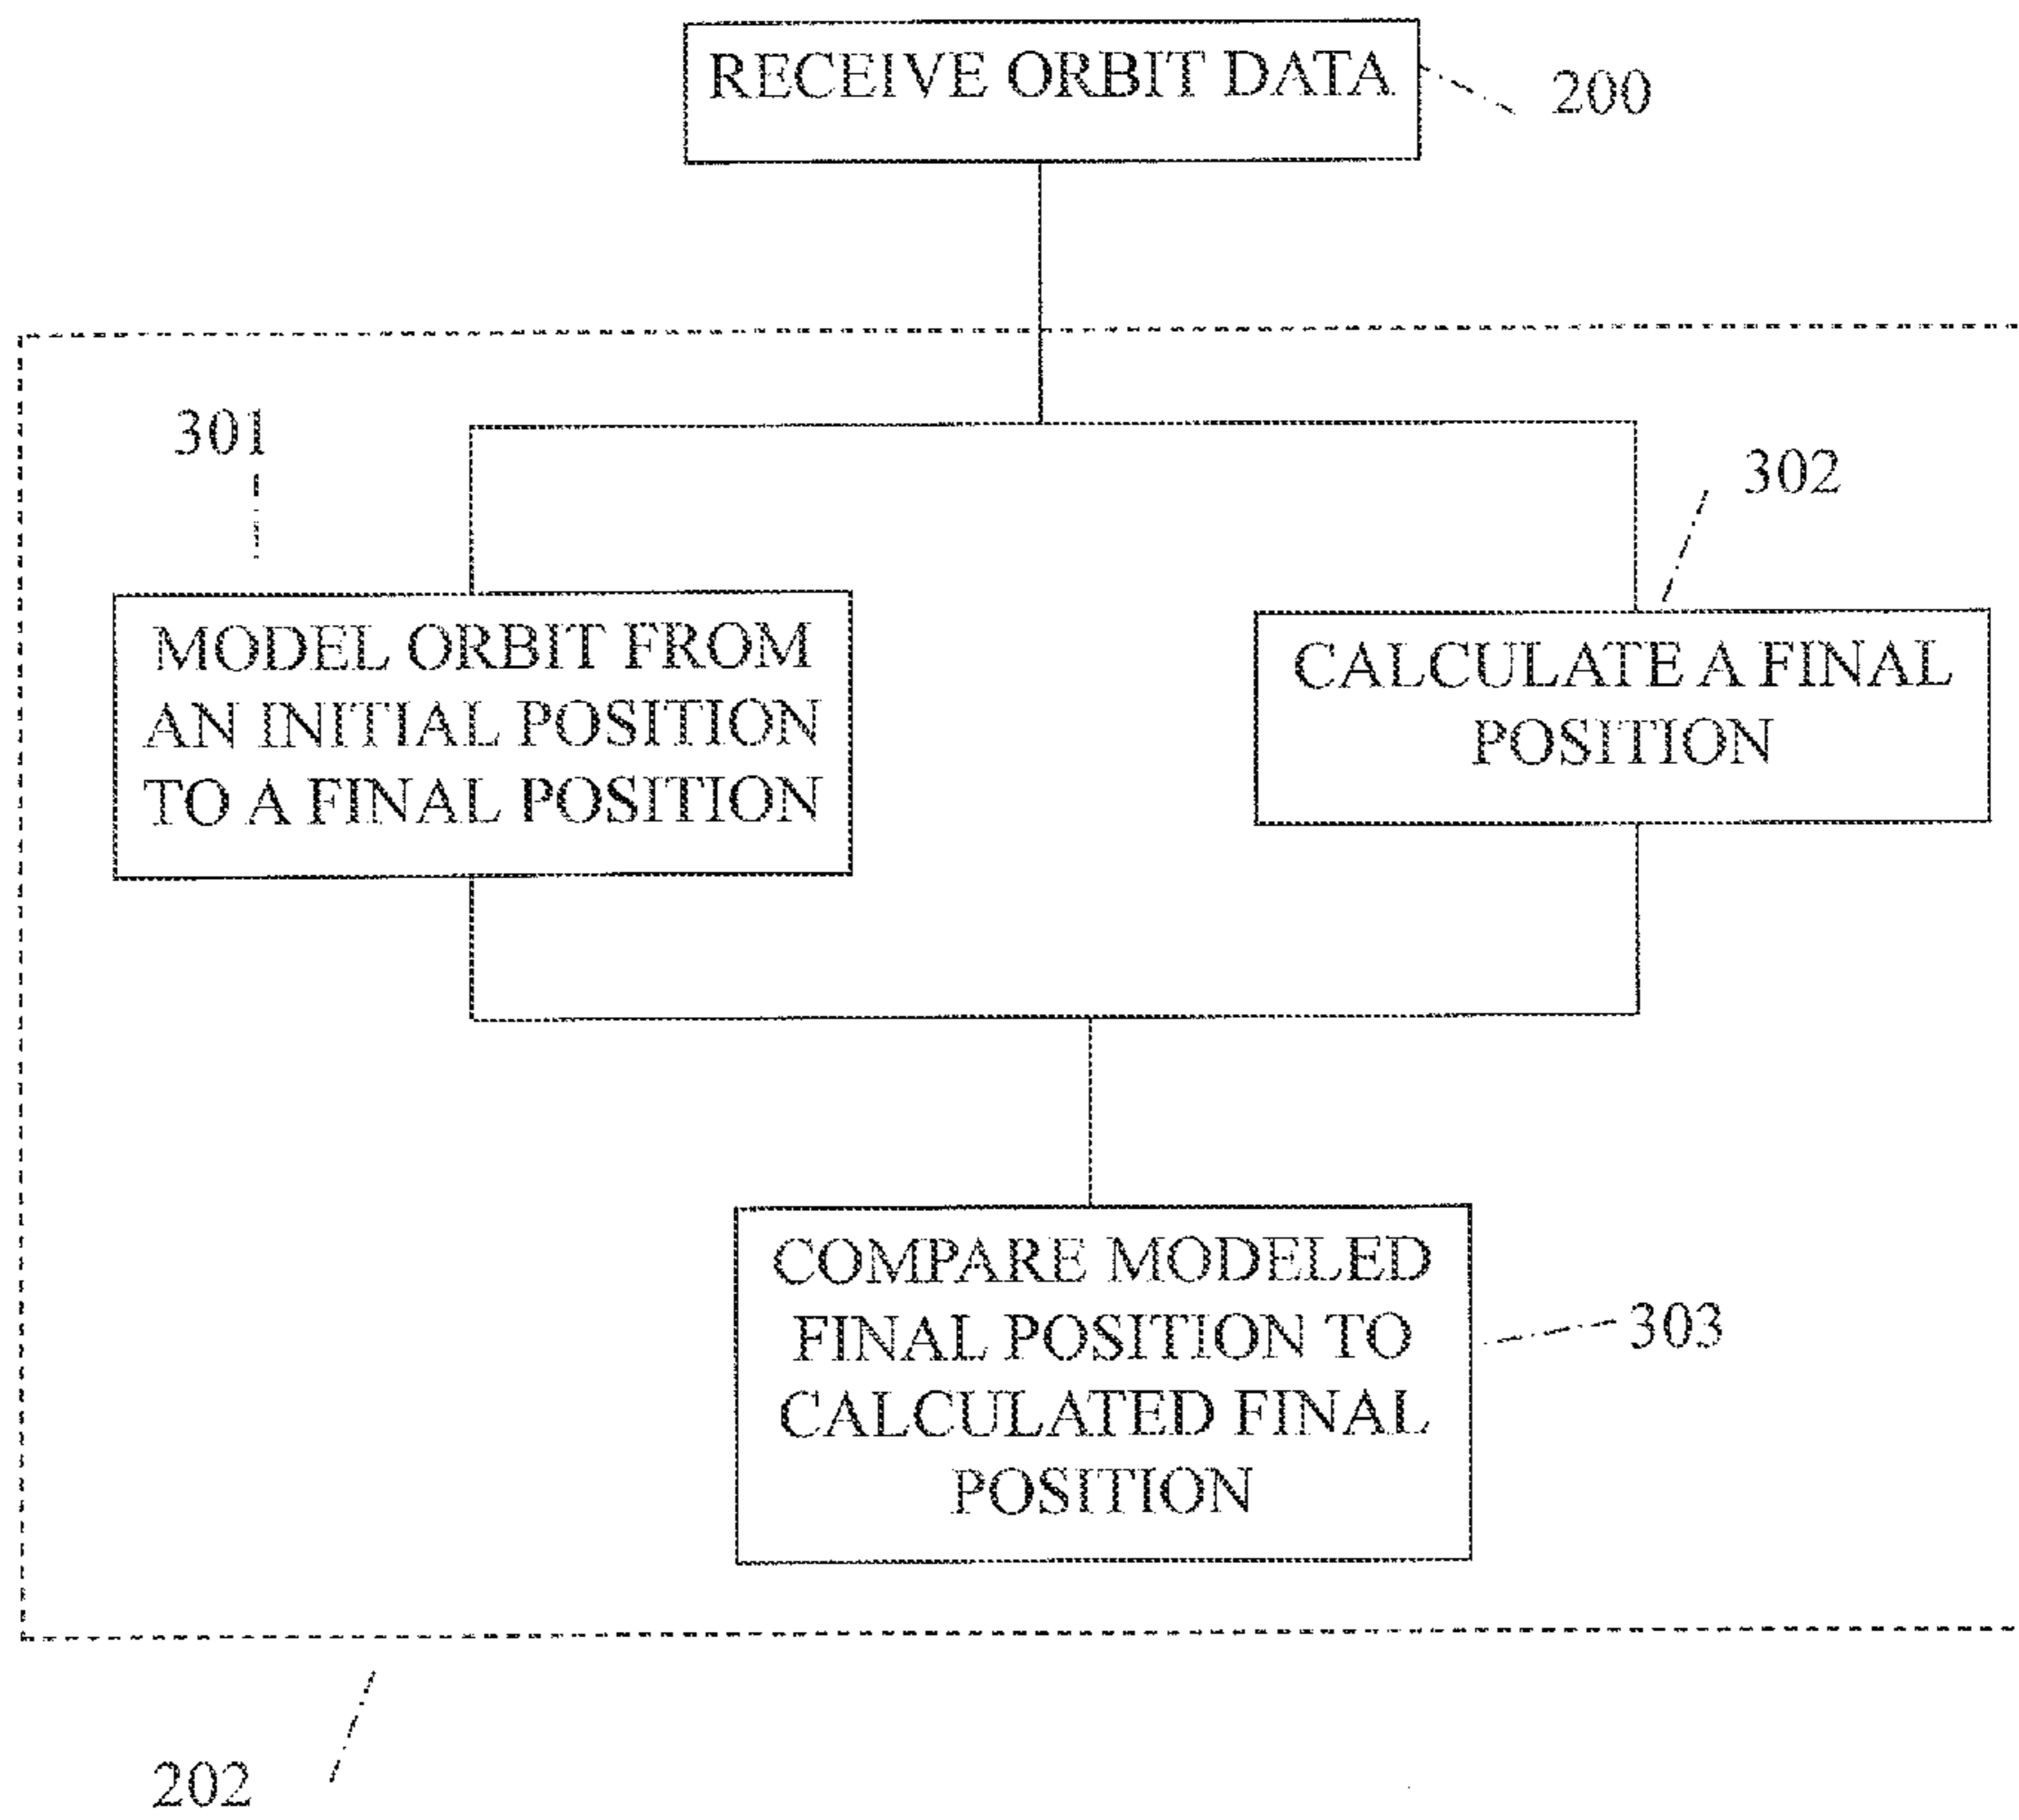 RECEIVE ORBIT DATA
200
301
302
MODEL ORBIT FROM
AN INITIAL POSITION
TO A FINAL POSITION
CALCULATE A FINAL
POSITION
COMPARE MODELED
FINAL POSITION TO
CALCULATED FINAL
POSITION
303
202